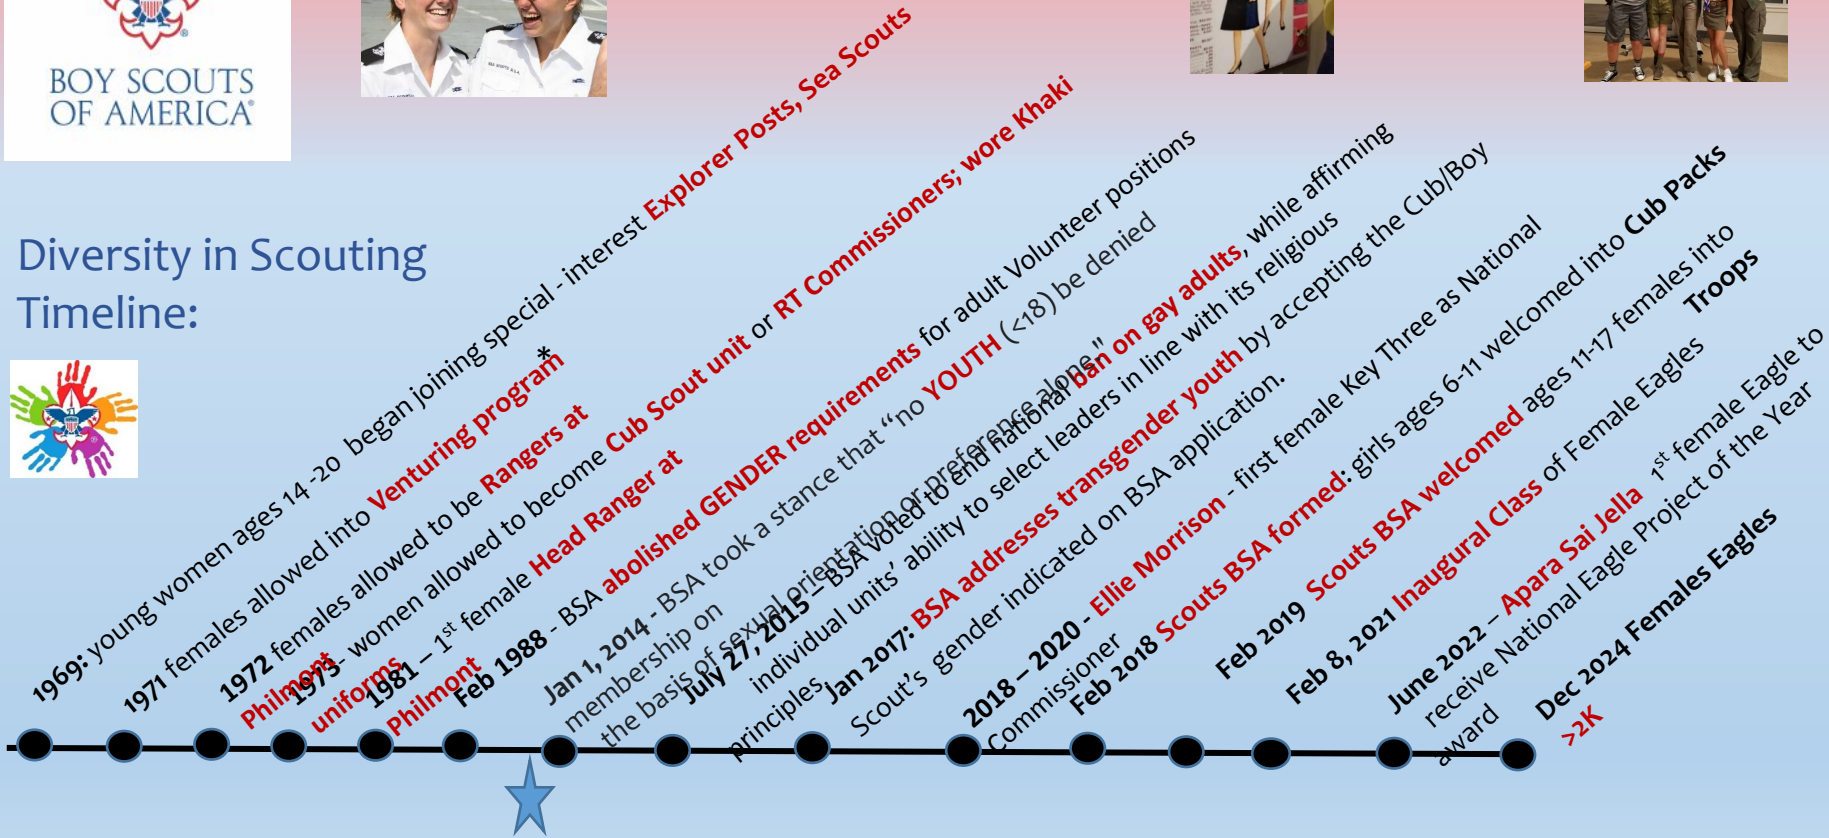 BOY SCOUTS
OF AMERICA®
SEA SCOUTS B.S.A.
Diversity in Scouting
Timeline:
1969: young women ages 14 -20 began joining special - interest Explorer Posts, Sea Scouts
1971 females allowed into Venturing program*
1972 females allowed to be Rangers at
Philmont
1973- women allowed to become Cub Scout unit or RT Commissioners; wore Khaki
uniforms
1981 – 1st female Head Ranger at
Philmont
Feb 1988 - BSA abolished GENDER requirements for adult Volunteer positions
Jan 1, 2014 - BSA took a stance that “no YOUTH (<18) be denied
membership on
the basis of sexual orientation or preference alone.”
July 27, 2015 – BSA voted to end national ban on gay adults, while affirming
individual units’ ability to select leaders in line with its religious
principles
Jan 2017: BSA addresses transgender youth by accepting the Cub/Boy
Scout’s gender indicated on BSA application.
2018 – 2020 - Ellie Morrison - first female Key Three as National
Commissioner
Feb 2018 Scouts BSA formed: girls ages 6-11 welcomed into Cub Packs
Feb 2019 Scouts BSA welcomed ages 11-17 females into
Troops
Feb 8, 2021 Inaugural Class of Female Eagles
June 2022 – Apara Sai Jella 1st female Eagle to
receive National Eagle Project of the Year
award
Dec 2024 Females Eagles
>2K